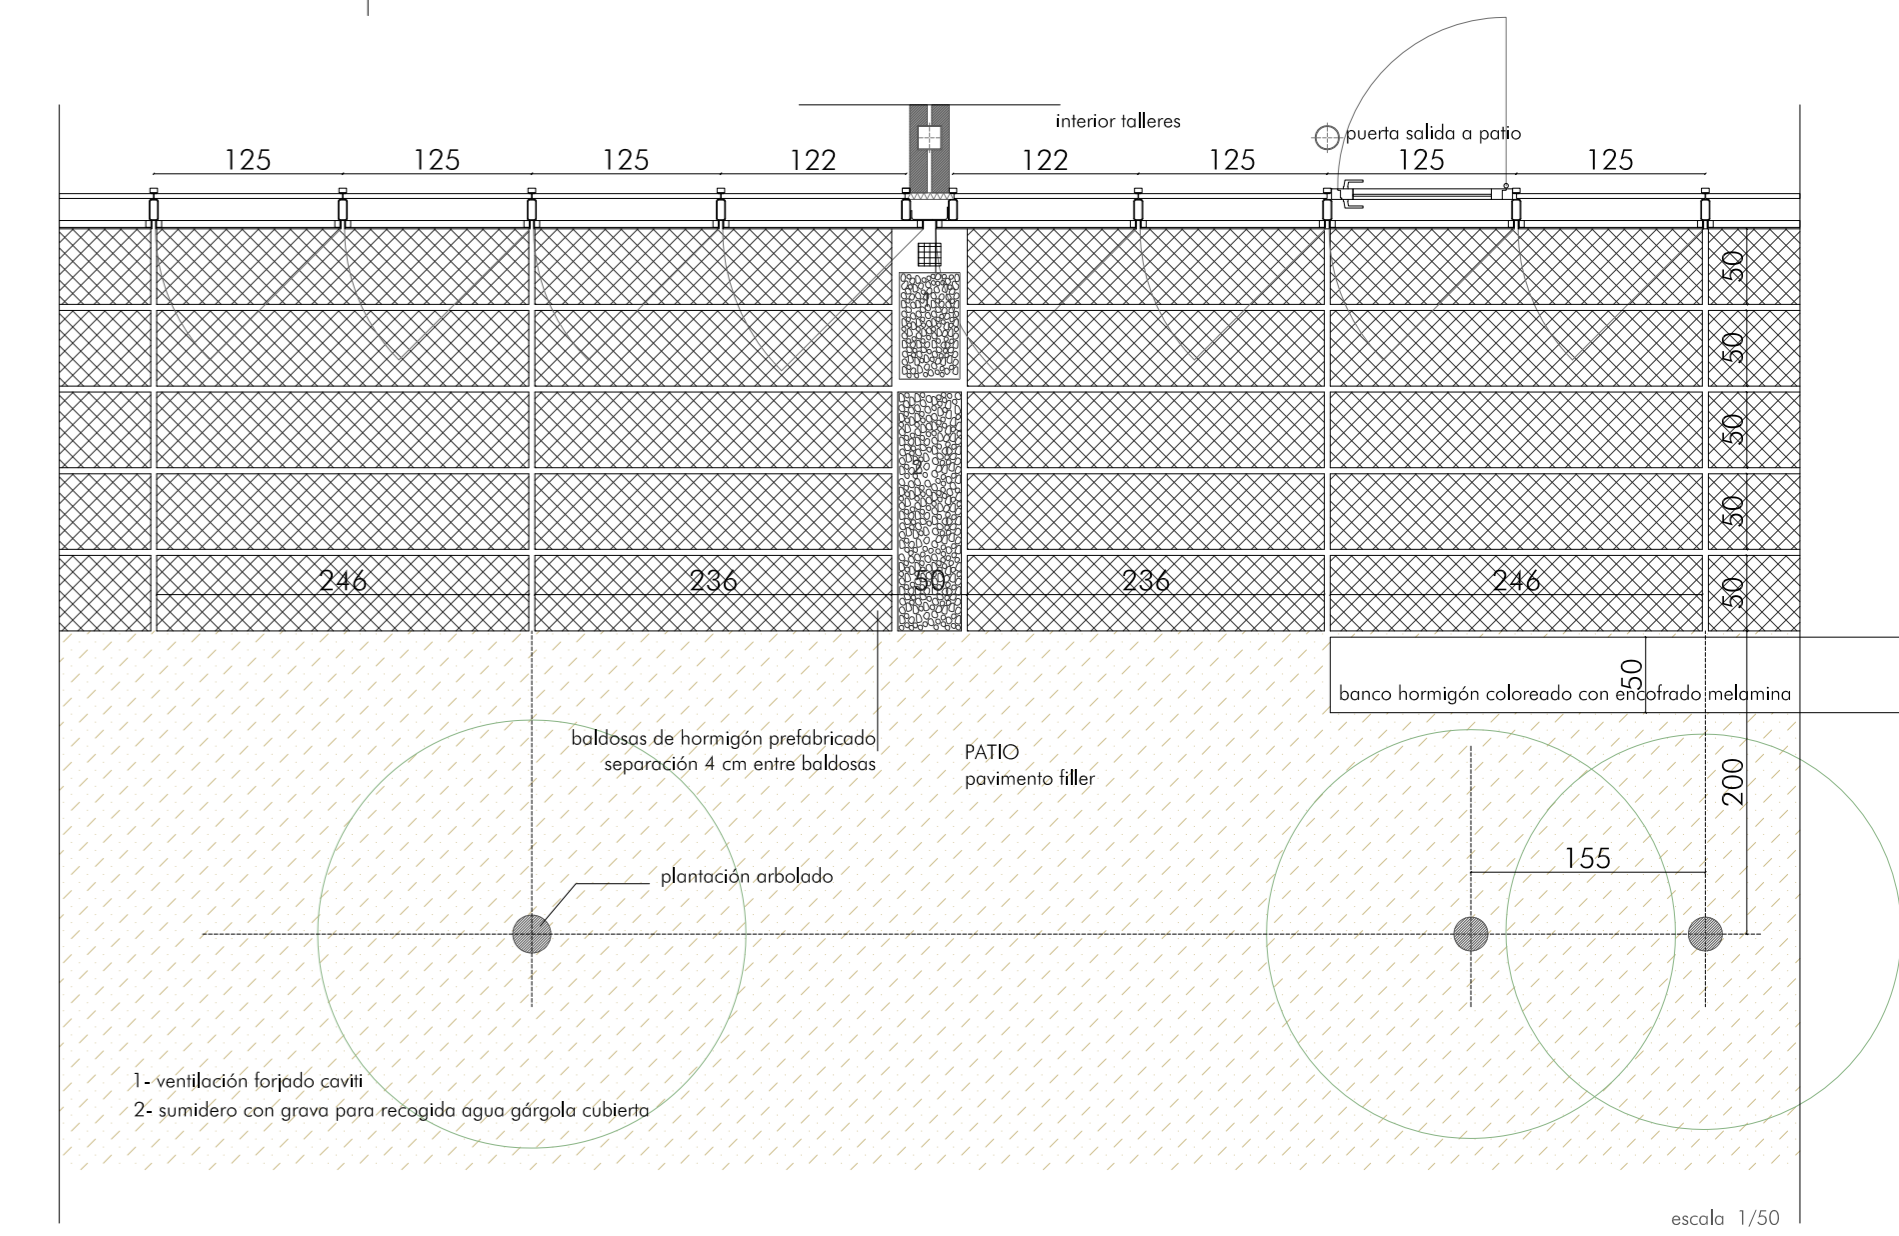 interior talleres
puerta salida a patio
125
125
125
122
122
125
125
125
50
1
50
50
2
50
246
236
50
236
246
50
50
banco hormigón coloreado con encofrado melamina
baldosas de hormigón prefabricado
separación 4 cm entre baldosas
PATIO
pavimento filler
200
155
plantación arbolado
1- ventilación forjado caviti
2- sumidero con grava para recogida agua gárgola cubierta
escala 1/50